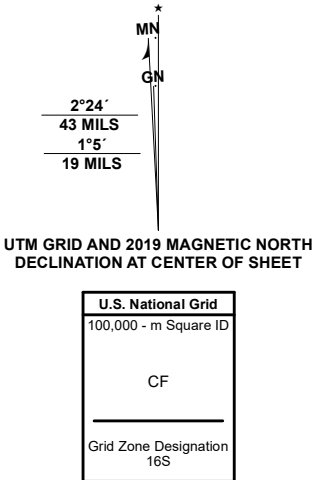 MN
GN
2°24´
43 MILS
1°5´
19 MILS
UTM GRID AND 2019 MAGNETIC NORTH
DECLINATION AT CENTER OF SHEET
U.S. National Grid
100,000 - m Square ID
CF
Grid Zone Designation
16S